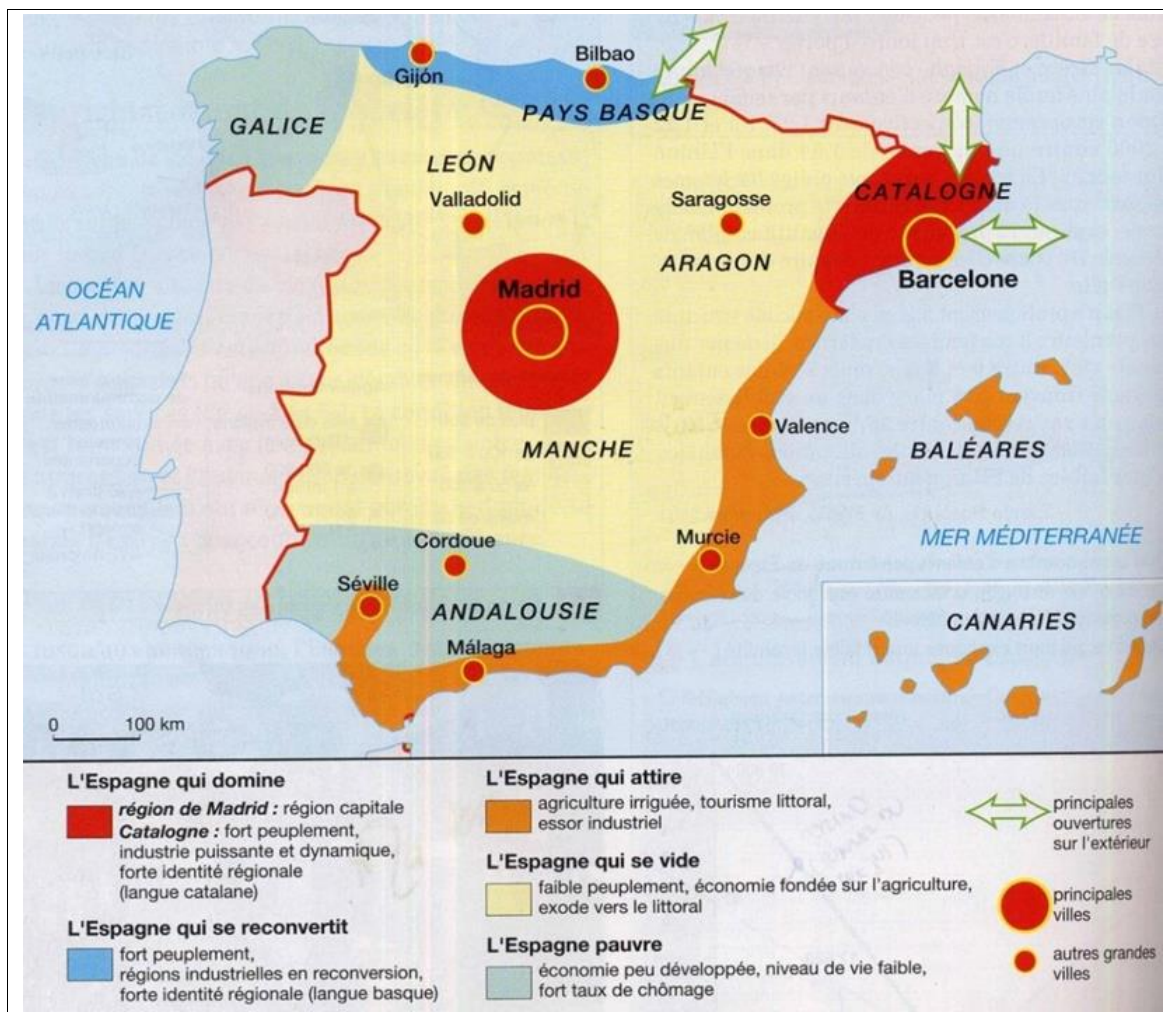 Gijón
Bilbao
PAYS BASQUE
GALICE
LEÓN
Valladolid
Saragosse
CATALOGNE
ARAGON
Barcelone
Madrid
OCÉAN
ATLANTIQUE
MANCHE
Valence
BALÉARES
Cordoue
Murcie
MER MÉDITERRANÉE
Séville
ANDALOUSIE
CANARIES
Málaga
0 100 km
L'Espagne qui domine
région de Madrid : région capitale
Catalogne : fort peuplement,
industrie puissante et dynamique,
forte identité régionale
(langue catalane)
L'Espagne qui se reconvertit
fort peuplement,
régions industrielles en reconversion,
forte identité régionale (langue basque)
L'Espagne qui attire
agriculture irriguée, tourisme littoral,
essor industriel
L'Espagne qui se vide
faible peuplement, économie fondée sur l'agriculture,
exode vers le littoral
L'Espagne pauvre
économie peu développée, niveau de vie faible,
fort taux de chômage
principales
ouvertures
sur l'extérieur
principales
villes
autres grandes
villes